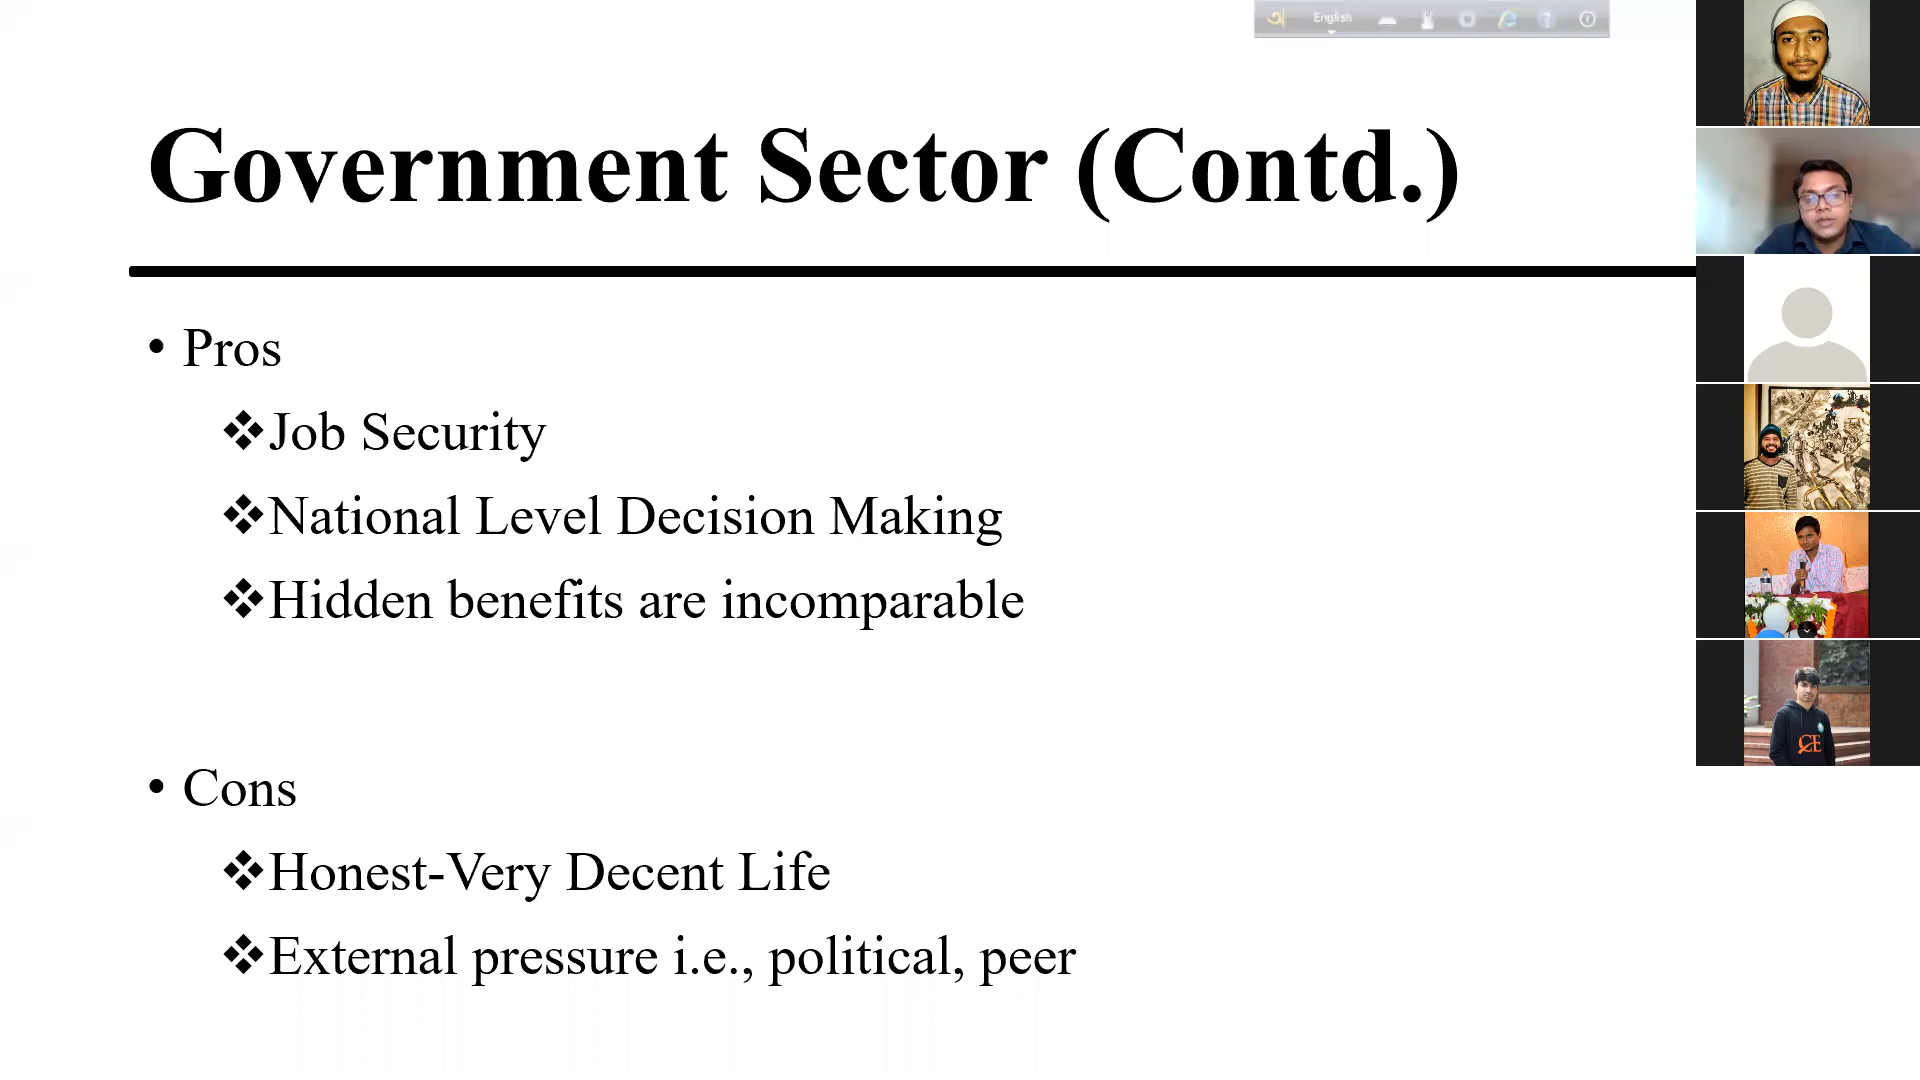 অ English
Government Sector (Contd.)
• Pros
❖Job Security
❖National Level Decision Making
❖Hidden benefits are incomparable
• Cons
❖Honest-Very Decent Life
❖External pressure i.e., political, peer
CE